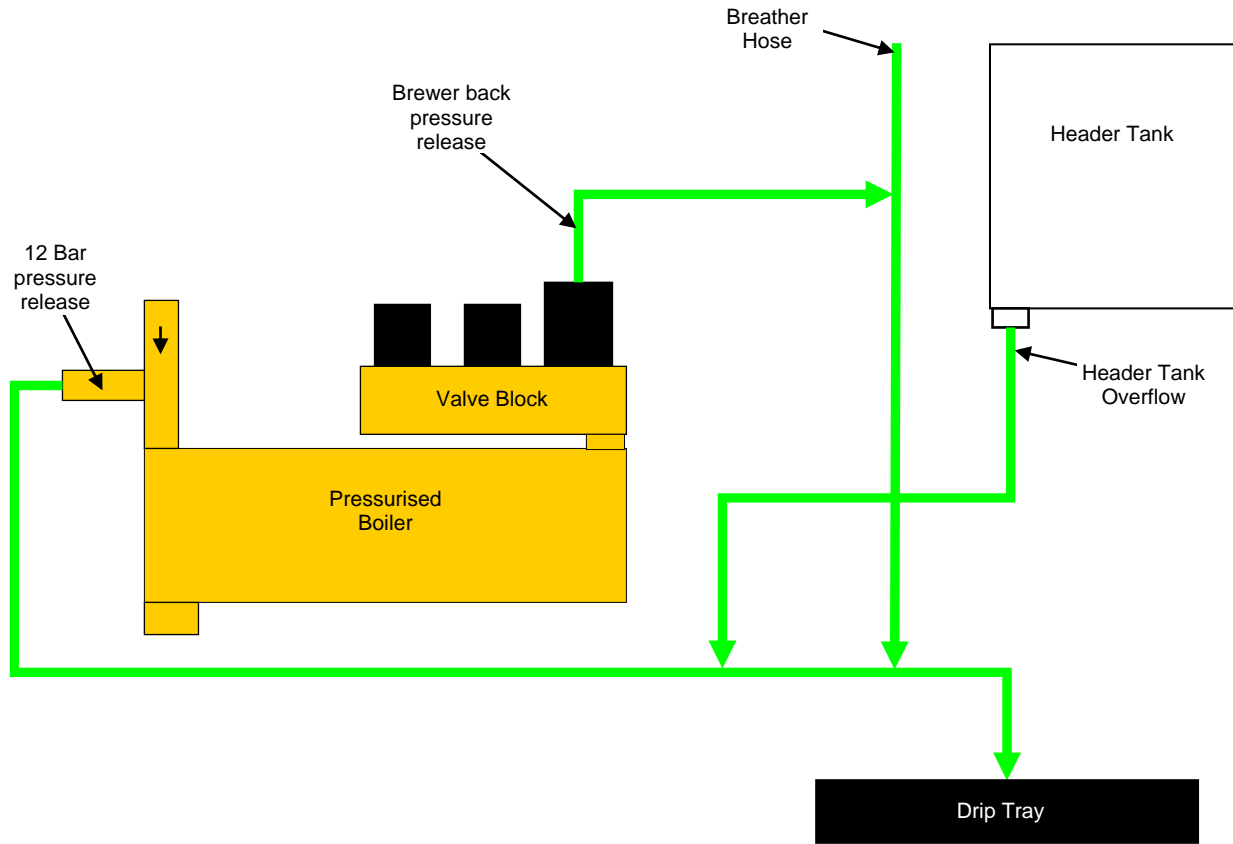 Breather
Hose
Header Tank
Brewer back
pressure
release
12 Bar
pressure
release
Header Tank
Overflow
Valve Block
Pressurised
Boiler
Drip Tray